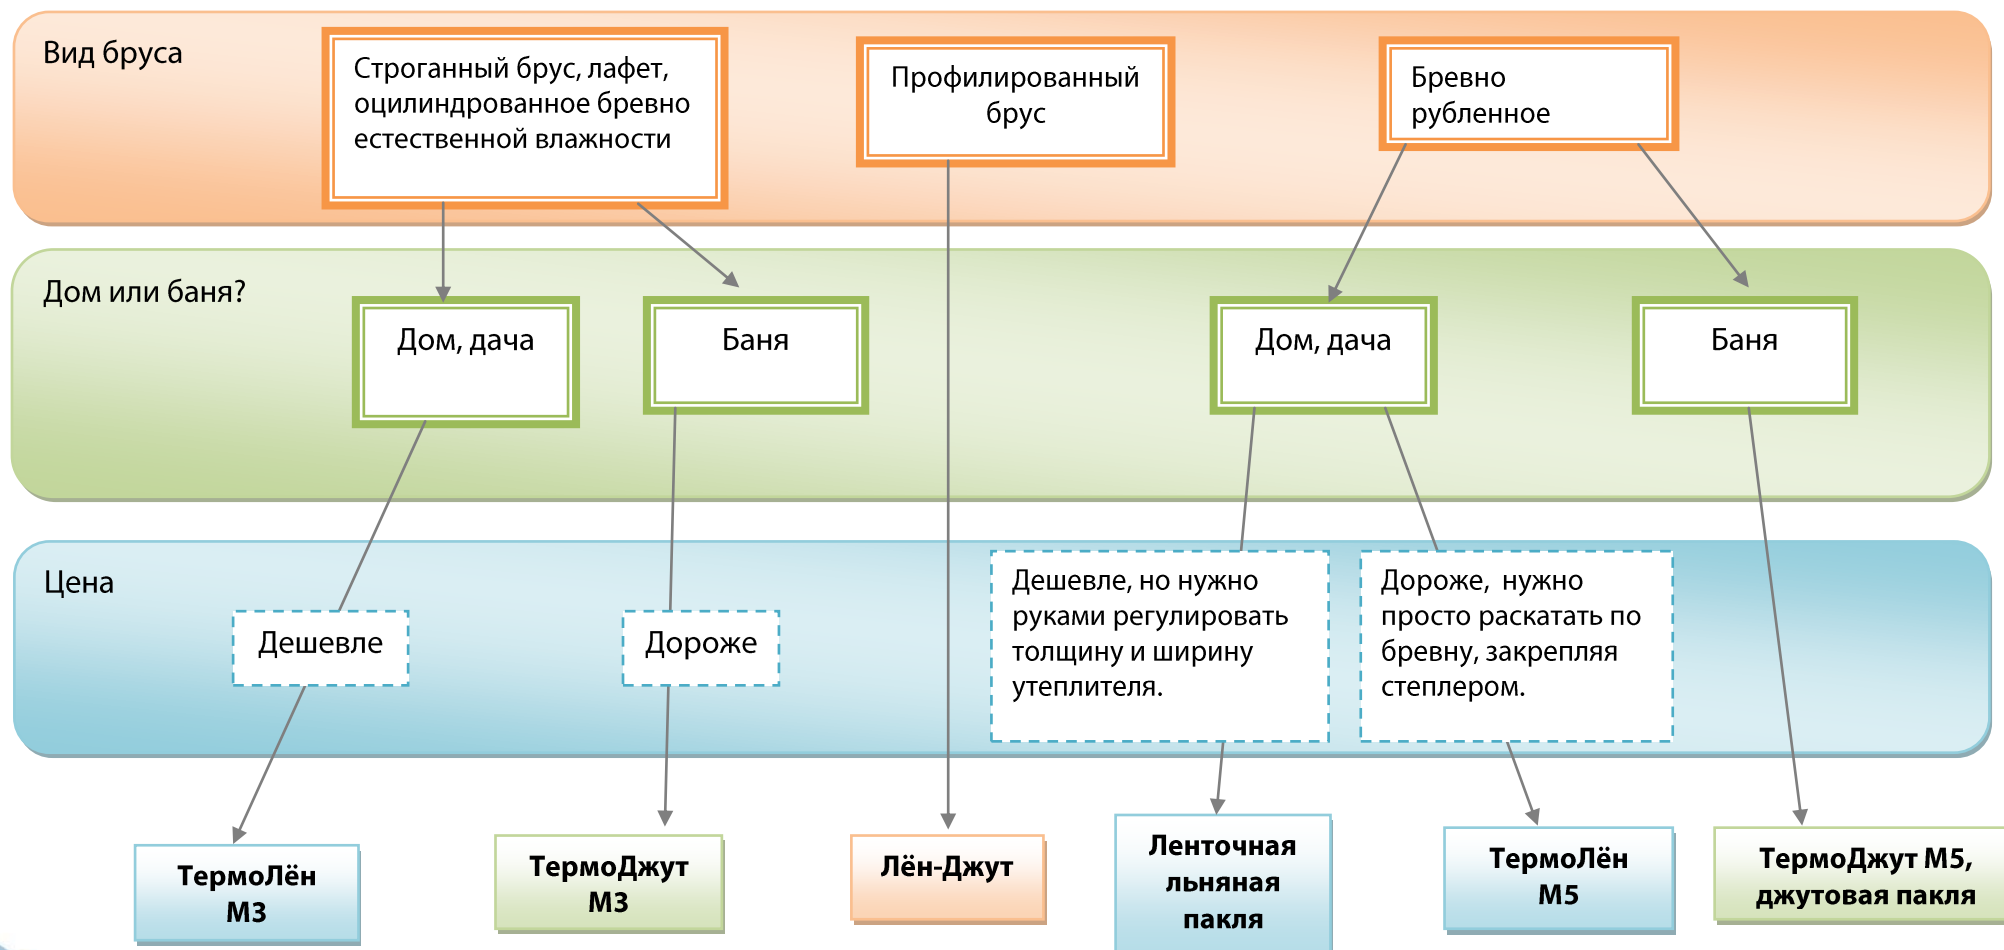 Вид бруса
Строганный брус, лафет,
оцилиндрованное бревно
естественной влажности
Профилированный
брус
Бревно
рубленное
Дом или баня?
Дом, дача
Баня
Дом, дача
Баня
Цена
Дешевле
Дороже
Дешевле, но нужно
руками регулировать
толщину и ширину
утеплителя.
Дороже,  нужно
просто раскатать по
бревну, закрепляя
степлером.
ТермоЛён
М3
ТермоДжут
М3
Лён-Джут
Ленточная
льняная
пакля
ТермоЛён
М5
ТермоДжут М5,
джутовая пакля